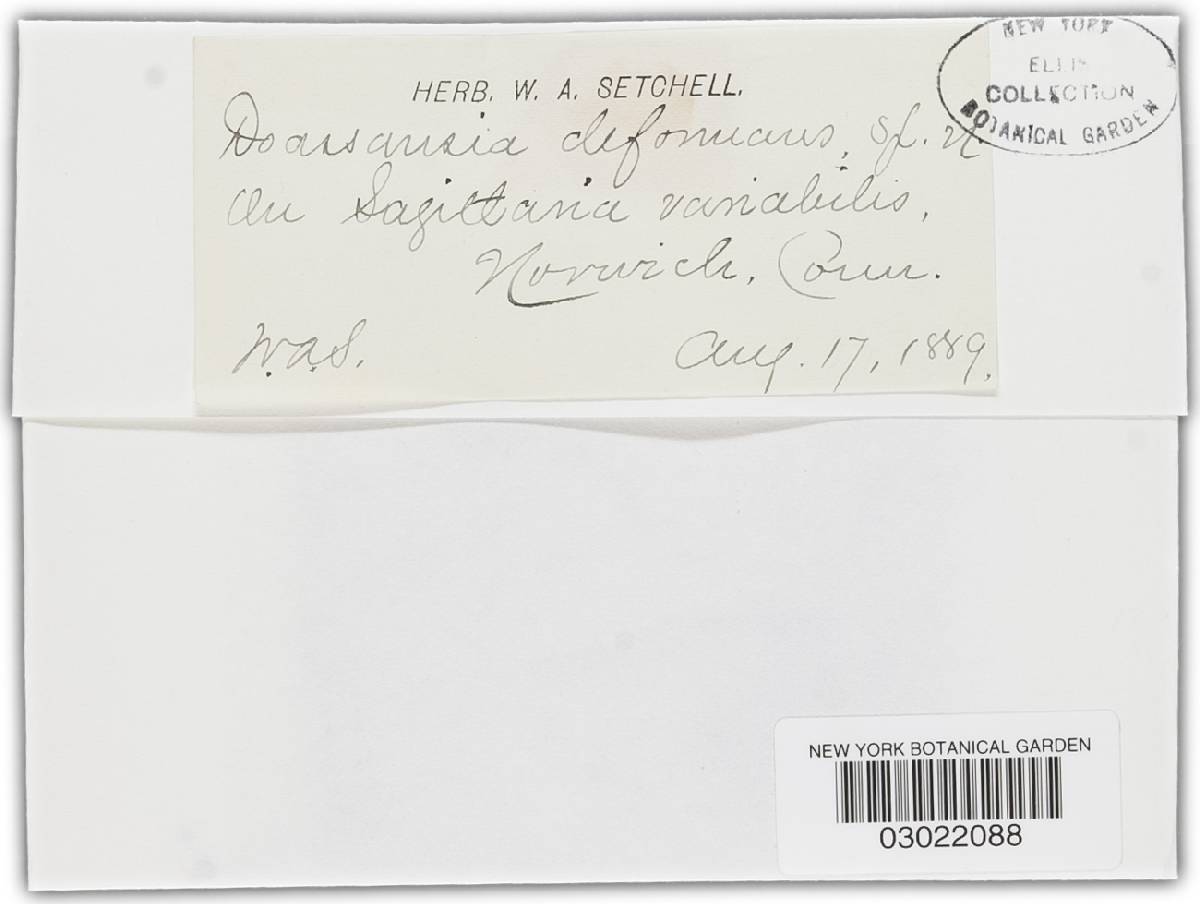 HERB. W. A. SETCHELL.
Doassansia deformans, sp. n.
On Sagittaria variabilis,
Norwich, Conn.
W.A.S.
Aug. 17, 1889.
NEW YORK
ELLIS
COLLECTION
BOTANICAL GARDEN
NEW YORK BOTANICAL GARDEN
03022088